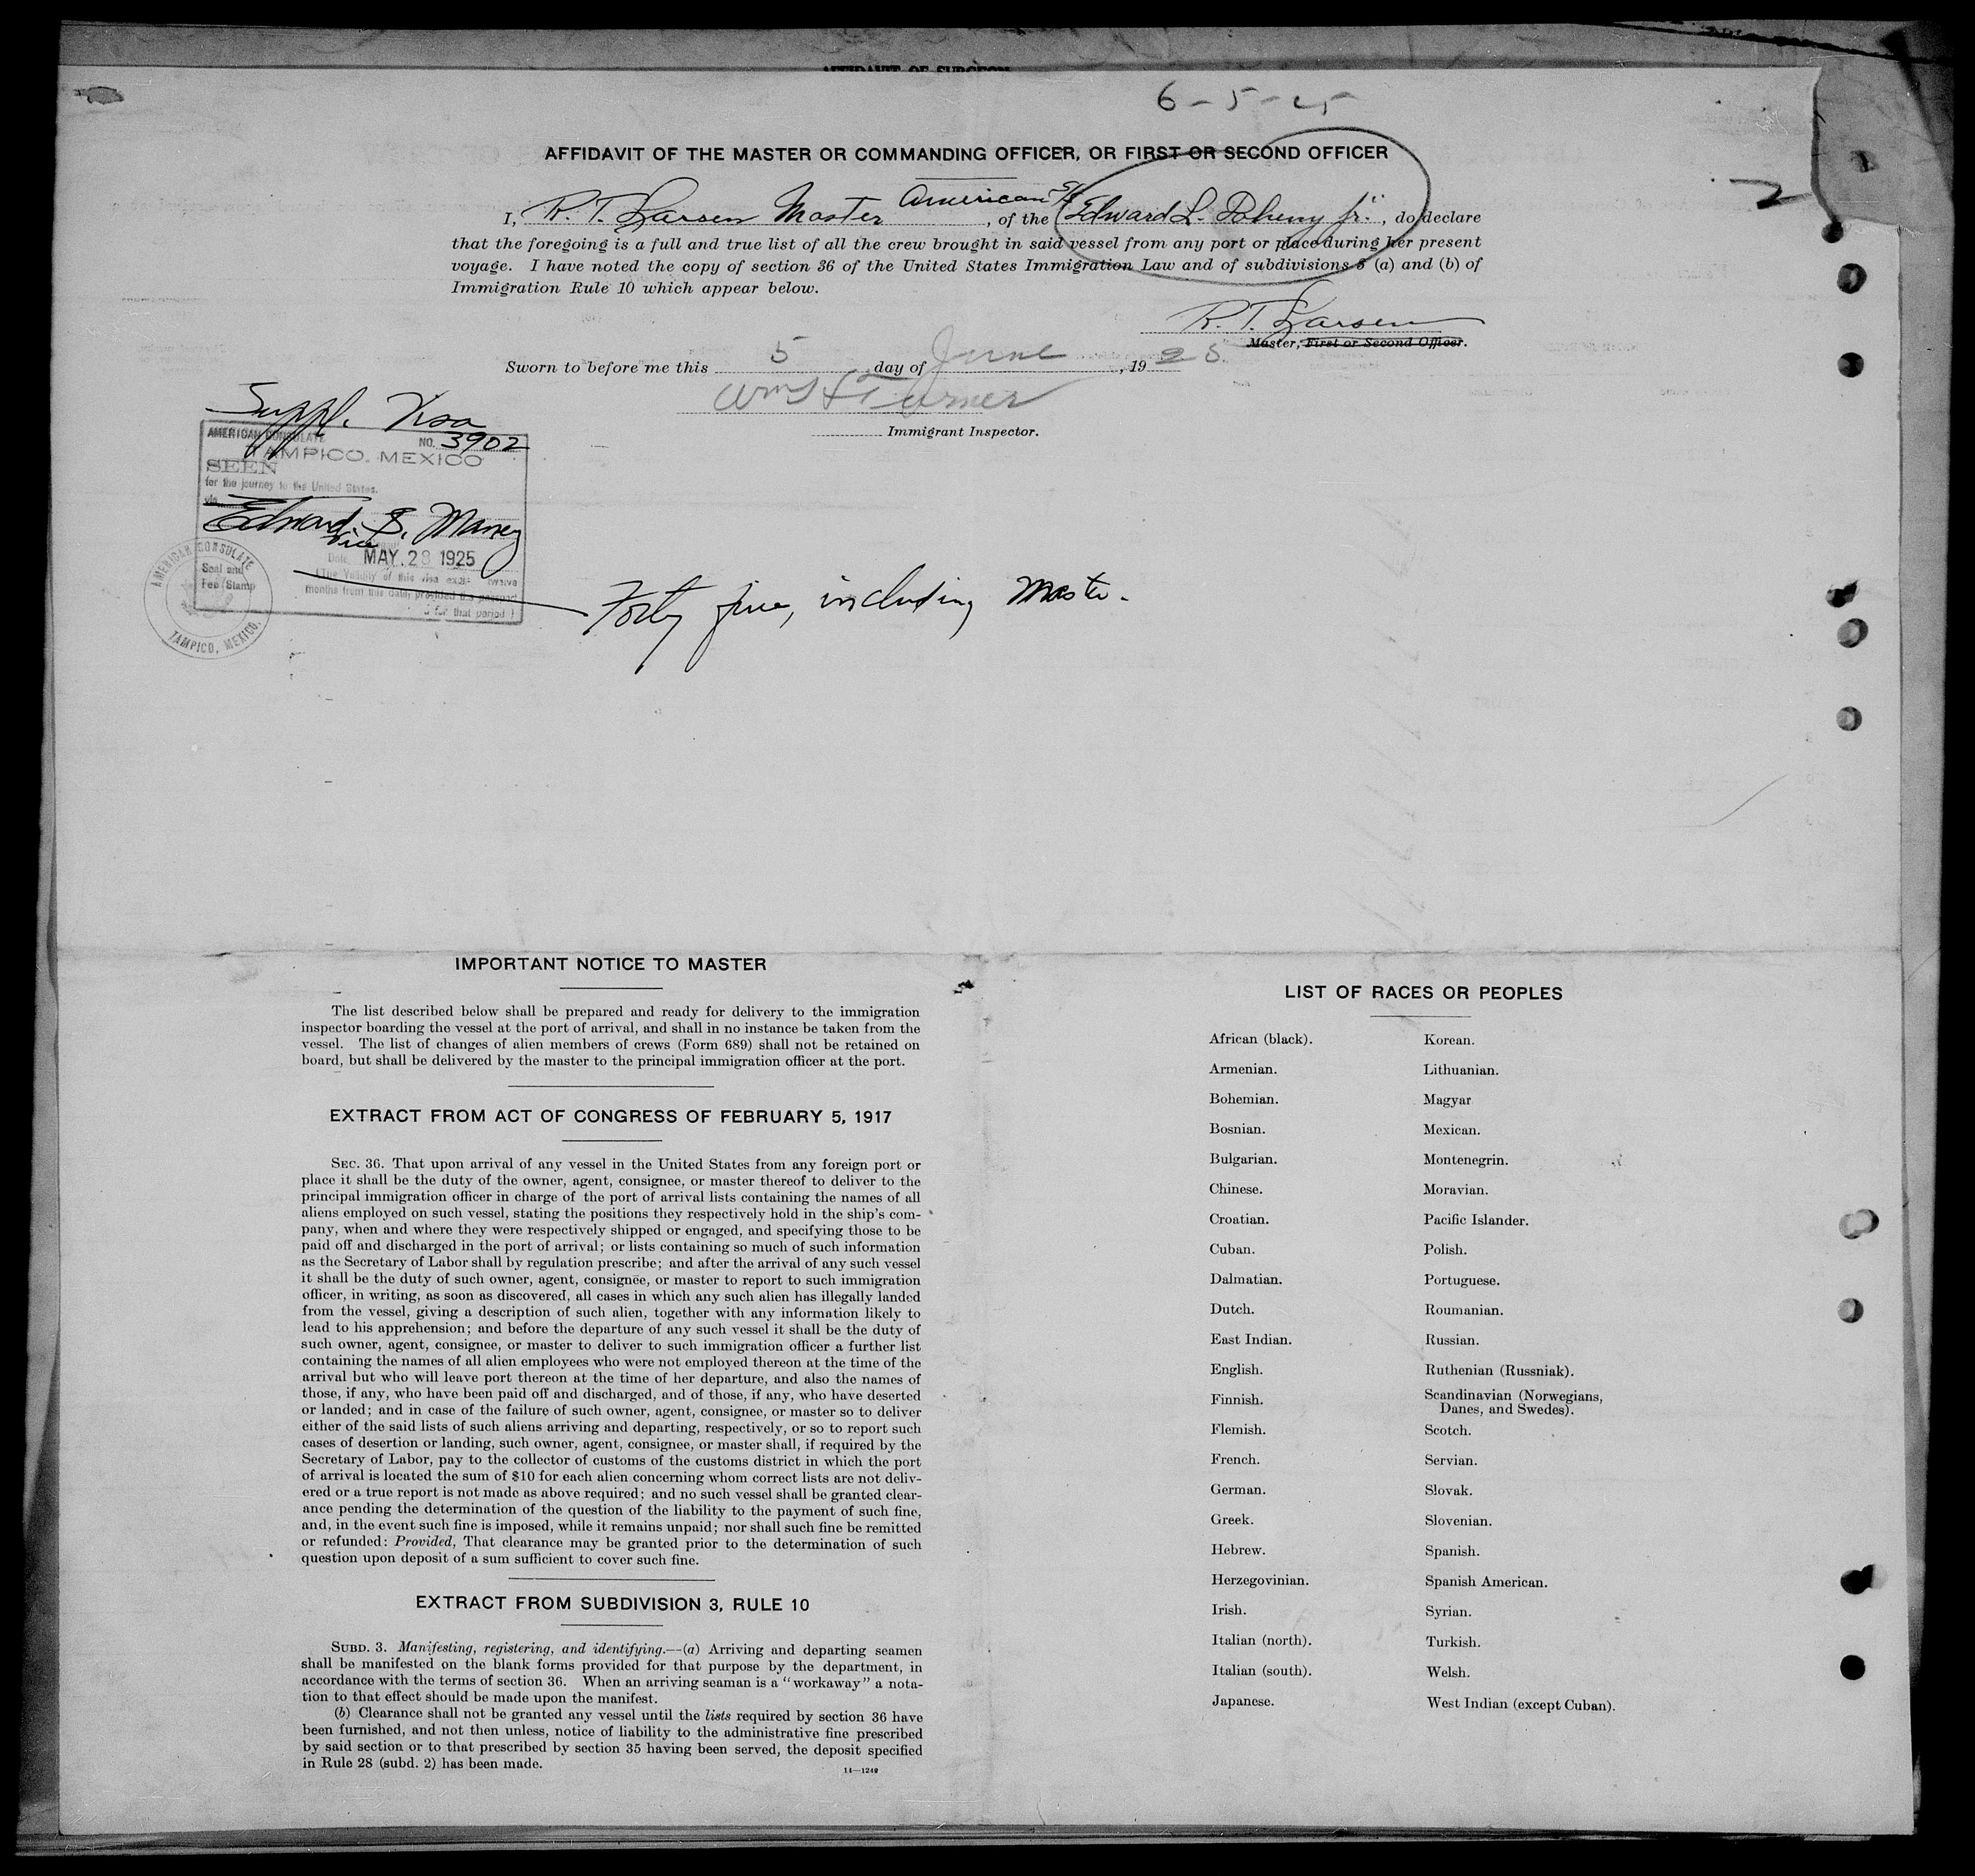 AFFIDAVIT OF SURGEON
6-5-25
AFFIDAVIT OF THE MASTER OR COMMANDING OFFICER, OR FIRST OR SECOND OFFICER
I, R. T. Larsen Master American S/S, of the "Edward L. Doheny Jr.", do declare
that the foregoing is a full and true list of all the crew brought in said vessel from any port or place during her present
voyage. I have noted the copy of section 36 of the United States Immigration Law and of subdivisions 3 (a) and (b) of
Immigration Rule 10 which appear below.
R. T. Larsen
Master, First or Second Officer.
Sworn to before me this 5 day of June, 1925
Wm H Turner
Immigrant Inspector.
2
Suppl. Visa
AMERICAN CONSULATE
NO. 3902
TAMPICO, MEXICO
SEEN
for the journey to the United States.
via
Edward S. Maney
Vice
Date MAY 28 1925
(The Validity of this visa twelve
months from this date, provided the passport
for that period)
AMERICAN CONSULATE
Seal and
Fee Stamp
TAMPICO, MEXICO.
Forty five, including Master.
IMPORTANT NOTICE TO MASTER
The list described below shall be prepared and ready for delivery to the immigration
inspector boarding the vessel at the port of arrival, and shall in no instance be taken from the
vessel. The list of changes of alien members of crews (Form 689) shall not be retained on
board, but shall be delivered by the master to the principal immigration officer at the port.
EXTRACT FROM ACT OF CONGRESS OF FEBRUARY 5, 1917
SEC. 36. That upon arrival of any vessel in the United States from any foreign port or
place it shall be the duty of the owner, agent, consignee, or master thereof to deliver to the
principal immigration officer in charge of the port of arrival lists containing the names of all
aliens employed on such vessel, stating the positions they respectively hold in the ship's com-
pany, when and where they were respectively shipped or engaged, and specifying those to be
paid off and discharged in the port of arrival; or lists containing so much of such information
as the Secretary of Labor shall by regulation prescribe; and after the arrival of any such vessel
it shall be the duty of such owner, agent, consignee, or master to report to such immigration
officer, in writing, as soon as discovered, all cases in which any such alien has illegally landed
from the vessel, giving a description of such alien, together with any information likely to
lead to his apprehension; and before the departure of any such vessel it shall be the duty of
such owner, agent, consignee, or master to deliver to such immigration officer a further list
containing the names of all alien employees who were not employed thereon at the time of the
arrival but who will leave port thereon at the time of her departure, and also the names of
those, if any, who have been paid off and discharged, and of those, if any, who have deserted
or landed; and in case of the failure of such owner, agent, consignee, or master so to deliver
either of the said lists of such aliens arriving and departing, respectively, or so to report such
cases of desertion or landing, such owner, agent, consignee, or master shall, if required by the
Secretary of Labor, pay to the collector of customs of the customs district in which the port
of arrival is located the sum of $10 for each alien concerning whom correct lists are not deliv-
ered or a true report is not made as above required; and no such vessel shall be granted clear-
ance pending the determination of the question of the liability to the payment of such fine,
and, in the event such fine is imposed, while it remains unpaid; nor shall such fine be remitted
or refunded: Provided, That clearance may be granted prior to the determination of such
question upon deposit of a sum sufficient to cover such fine.
EXTRACT FROM SUBDIVISION 3, RULE 10
SUBD. 3. Manifesting, registering, and identifying.—(a) Arriving and departing seamen
shall be manifested on the blank forms provided for that purpose by the department, in
accordance with the terms of section 36. When an arriving seaman is a "workaway" a nota-
tion to that effect should be made upon the manifest.
(b) Clearance shall not be granted any vessel until the lists required by section 36 have
been furnished, and not then unless, notice of liability to the administrative fine prescribed
by said section or to that prescribed by section 35 having been served, the deposit specified
in Rule 28 (subd. 2) has been made.
14—1240
LIST OF RACES OR PEOPLES
African (black).
Armenian.
Bohemian.
Bosnian.
Bulgarian.
Chinese.
Croatian.
Cuban.
Dalmatian.
Dutch.
East Indian.
English.
Finnish.
Flemish.
French.
German.
Greek.
Hebrew.
Herzegovinian.
Irish.
Italian (north).
Italian (south).
Japanese.
Korean.
Lithuanian.
Magyar
Mexican.
Montenegrin.
Moravian.
Pacific Islander.
Polish.
Portuguese.
Roumanian.
Russian.
Ruthenian (Russniak).
Scandinavian (Norwegians,
Danes, and Swedes).
Scotch.
Servian.
Slovak.
Slovenian.
Spanish.
Spanish American.
Syrian.
Turkish.
Welsh.
West Indian (except Cuban).